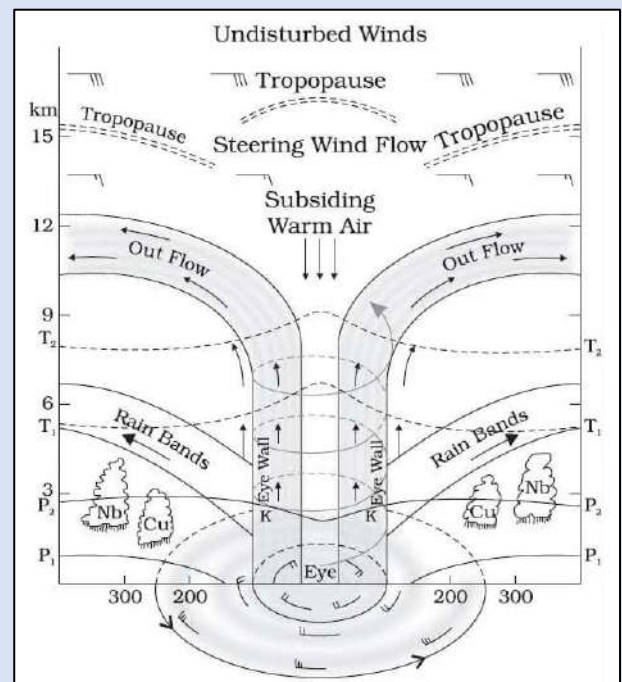 Undisturbed Winds
Tropopause
km
15
Tropopause
Steering Wind Flow
Tropopause
Subsiding
Warm Air
12
Out Flow
Out Flow
9
T2
T2
6
T1
T1
Rain Bands
Rain Bands
Eye Wall
Eye Wall
3
P2
P2
Nb
Cu
K
K
Cu
Nb
P1
P1
Eye
300
200
200
300